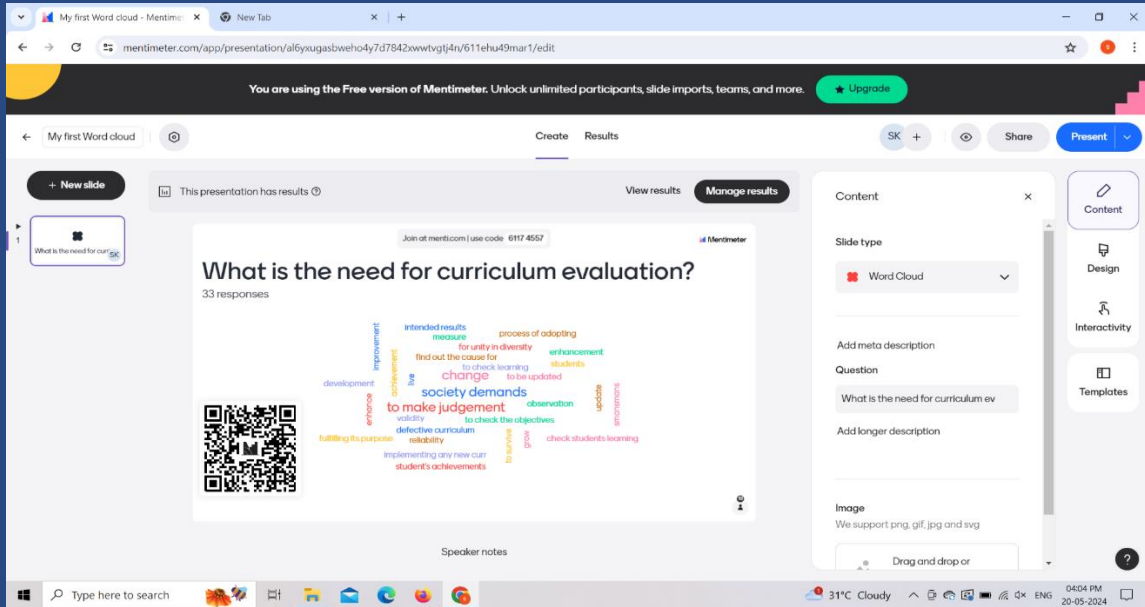 My first Word cloud - Mentime
New Tab
mentimeter.com/app/presentation/al6yxugasbweho4y7d7842xwwtvgtj4n/611ehu49mar1/edit
You are using the Free version of Mentimeter. Unlock unlimited participants, slide imports, teams, and more.
Upgrade
My first Word cloud
Create
Results
SK
Share
Present
+ New slide
This presentation has results
View results
Manage results
Content
Content
1
What is the need for curr
SK
Join at menti.com | use code 6117 4557
Mentimeter
Slide type
What is the need for curriculum evaluation?
Design
33 responses
Word Cloud
Interactivity
intended results
improvement
measure
process of adopting
for unity in diversity
enhancement
find out the cause for
to check learning
students
achievement
live
change
to be updated
development
society demands
update
enhance
to make judgement
observation
validity
to check the objectives
defective curriculum
fulfilling its purpose
reliability
to survive
grow
check students learning
implementing any new curr
student's achievements
Add meta description
Question
Templates
What is the need for curriculum ev
Add longer description
Image
We support png, gif, jpg and svg
Drag and drop or
Speaker notes
Type here to search
31°C Cloudy
ENG
04:04 PM
20-05-2024